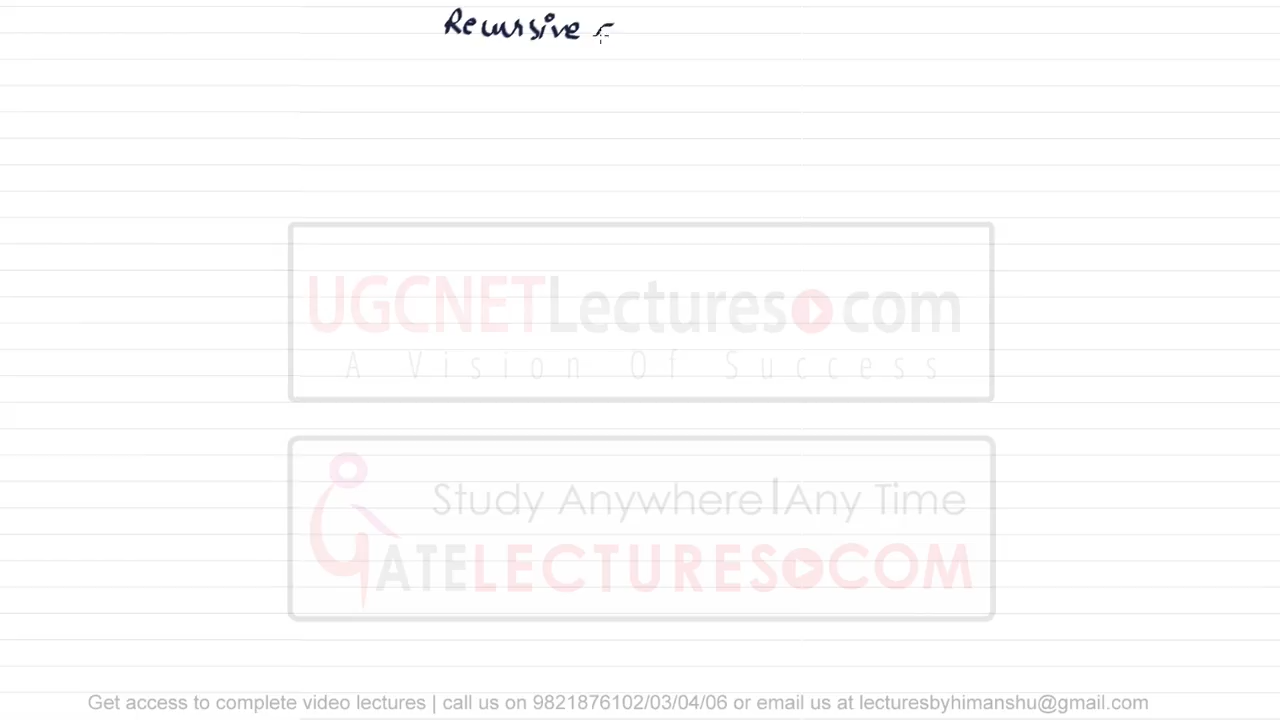 Recursive
UGCNETLectures.com
A Vision Of Success
Study Anywhere|Any Time
GATELECTURES.COM
Get access to complete video lectures | call us on 9821876102/03/04/06 or email us at lecturesbyhimanshu@gmail.com